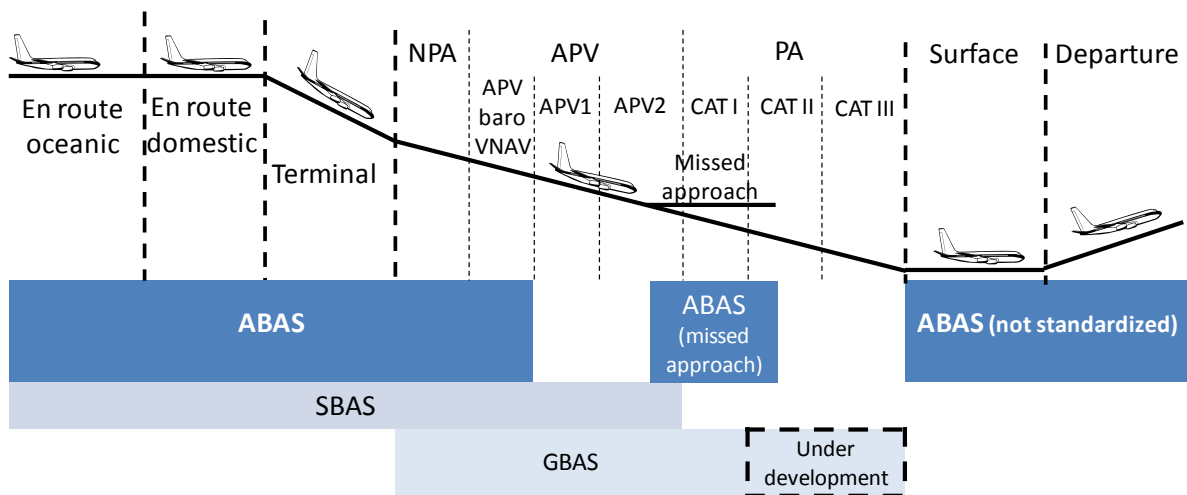 NPA
APV
PA
Surface
Departure
En route
oceanic
En route
domestic
Terminal
APV
baro
VNAV
APV1
APV2
CAT I
CAT II
CAT III
Missed
approach
ABAS
ABAS
(missed
approach)
ABAS (not standardized)
SBAS
GBAS
Under
development